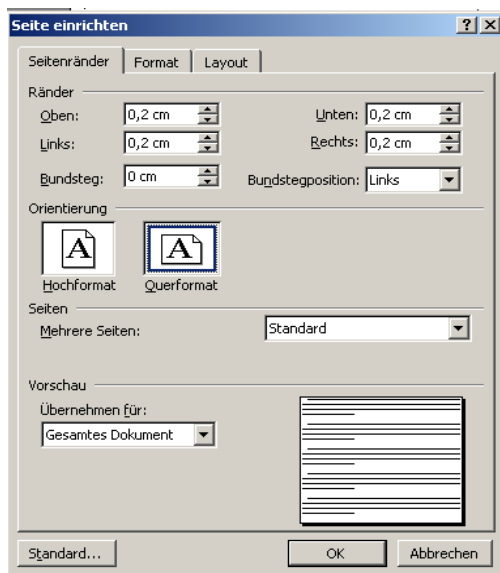 Seite einrichten
Seitenränder Format Layout
Ränder
Oben: 0,2 cm Unten: 0,2 cm
Links: 0,2 cm Rechts: 0,2 cm
Bundsteg: 0 cm Bundstegposition: Links
Orientierung
A A
Hochformat Querformat
Seiten
Mehrere Seiten: Standard
Vorschau
Übernehmen für:
Gesamtes Dokument
Standard... OK Abbrechen